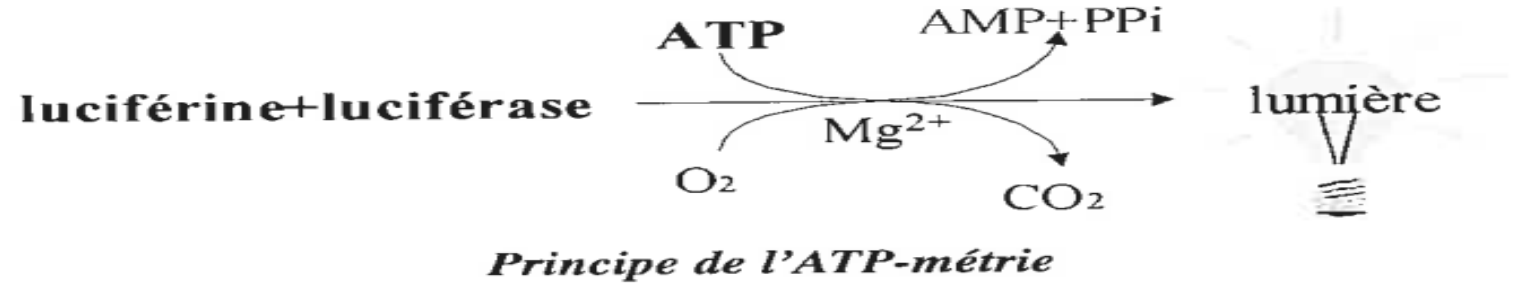 ATP AMP+PPi
luciférine+luciférase lumière
Mg2+
O2 CO2
Principe de l'ATP-métrie